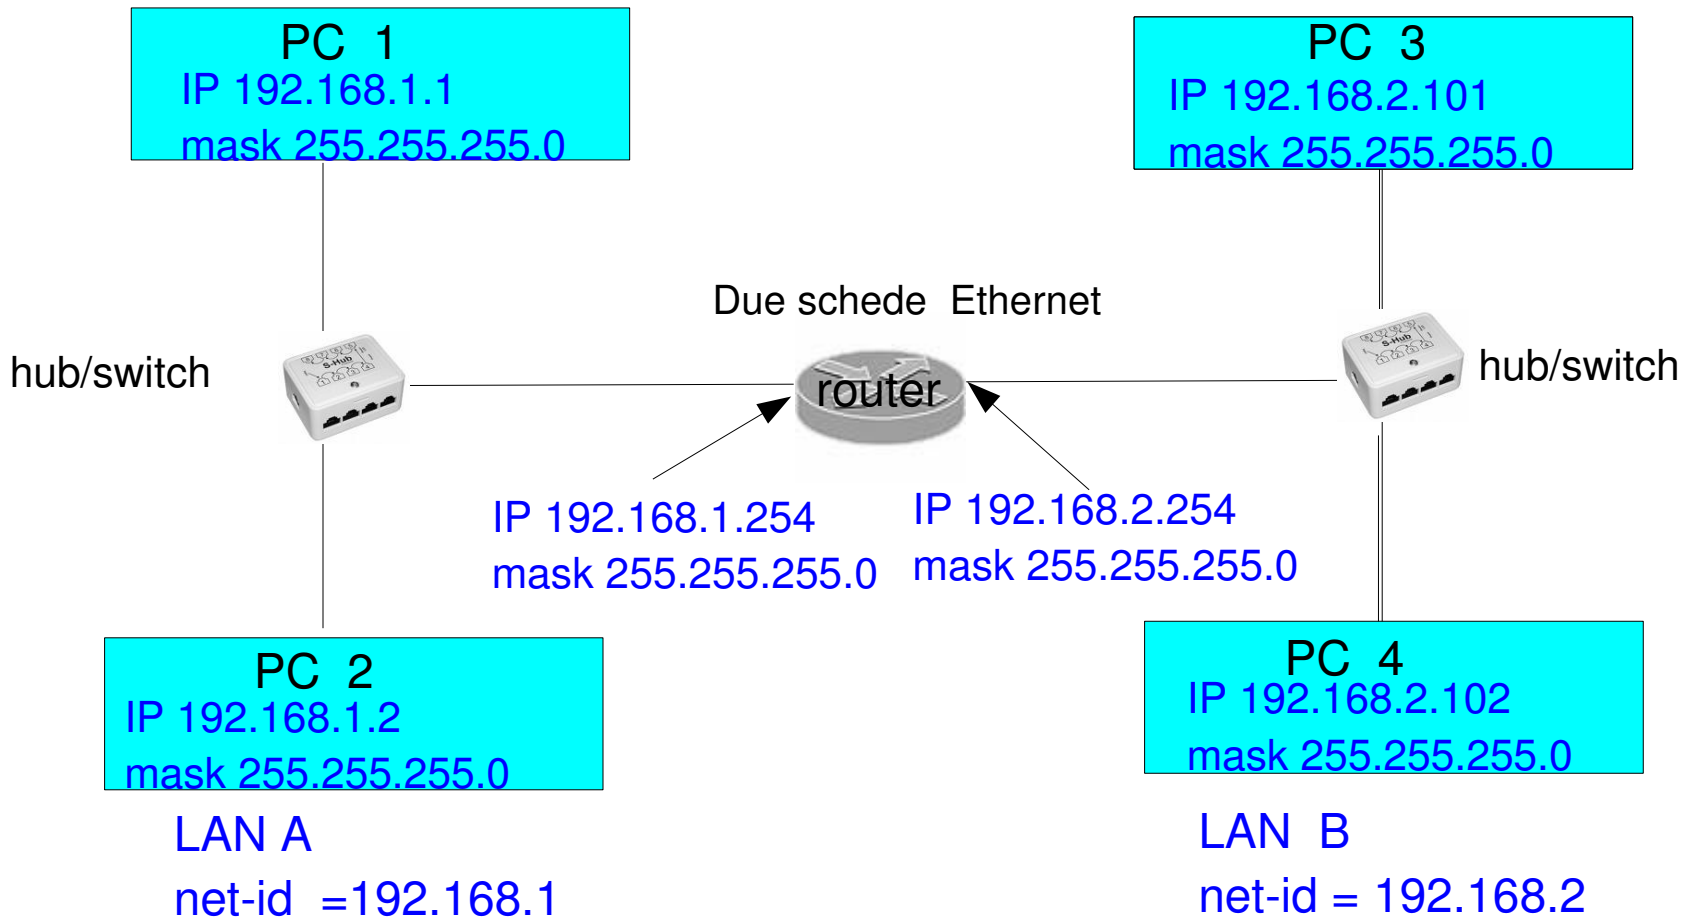 PC 1
IP 192.168.1.1
mask 255.255.255.0
PC 3
IP 192.168.2.101
mask 255.255.255.0
Due schede Ethernet
hub/switch
S-Hub
router
S-Hub
hub/switch
IP 192.168.1.254
mask 255.255.255.0
IP 192.168.2.254
mask 255.255.255.0
PC 2
IP 192.168.1.2
mask 255.255.255.0
LAN A
net-id =192.168.1
PC 4
IP 192.168.2.102
mask 255.255.255.0
LAN B
net-id = 192.168.2